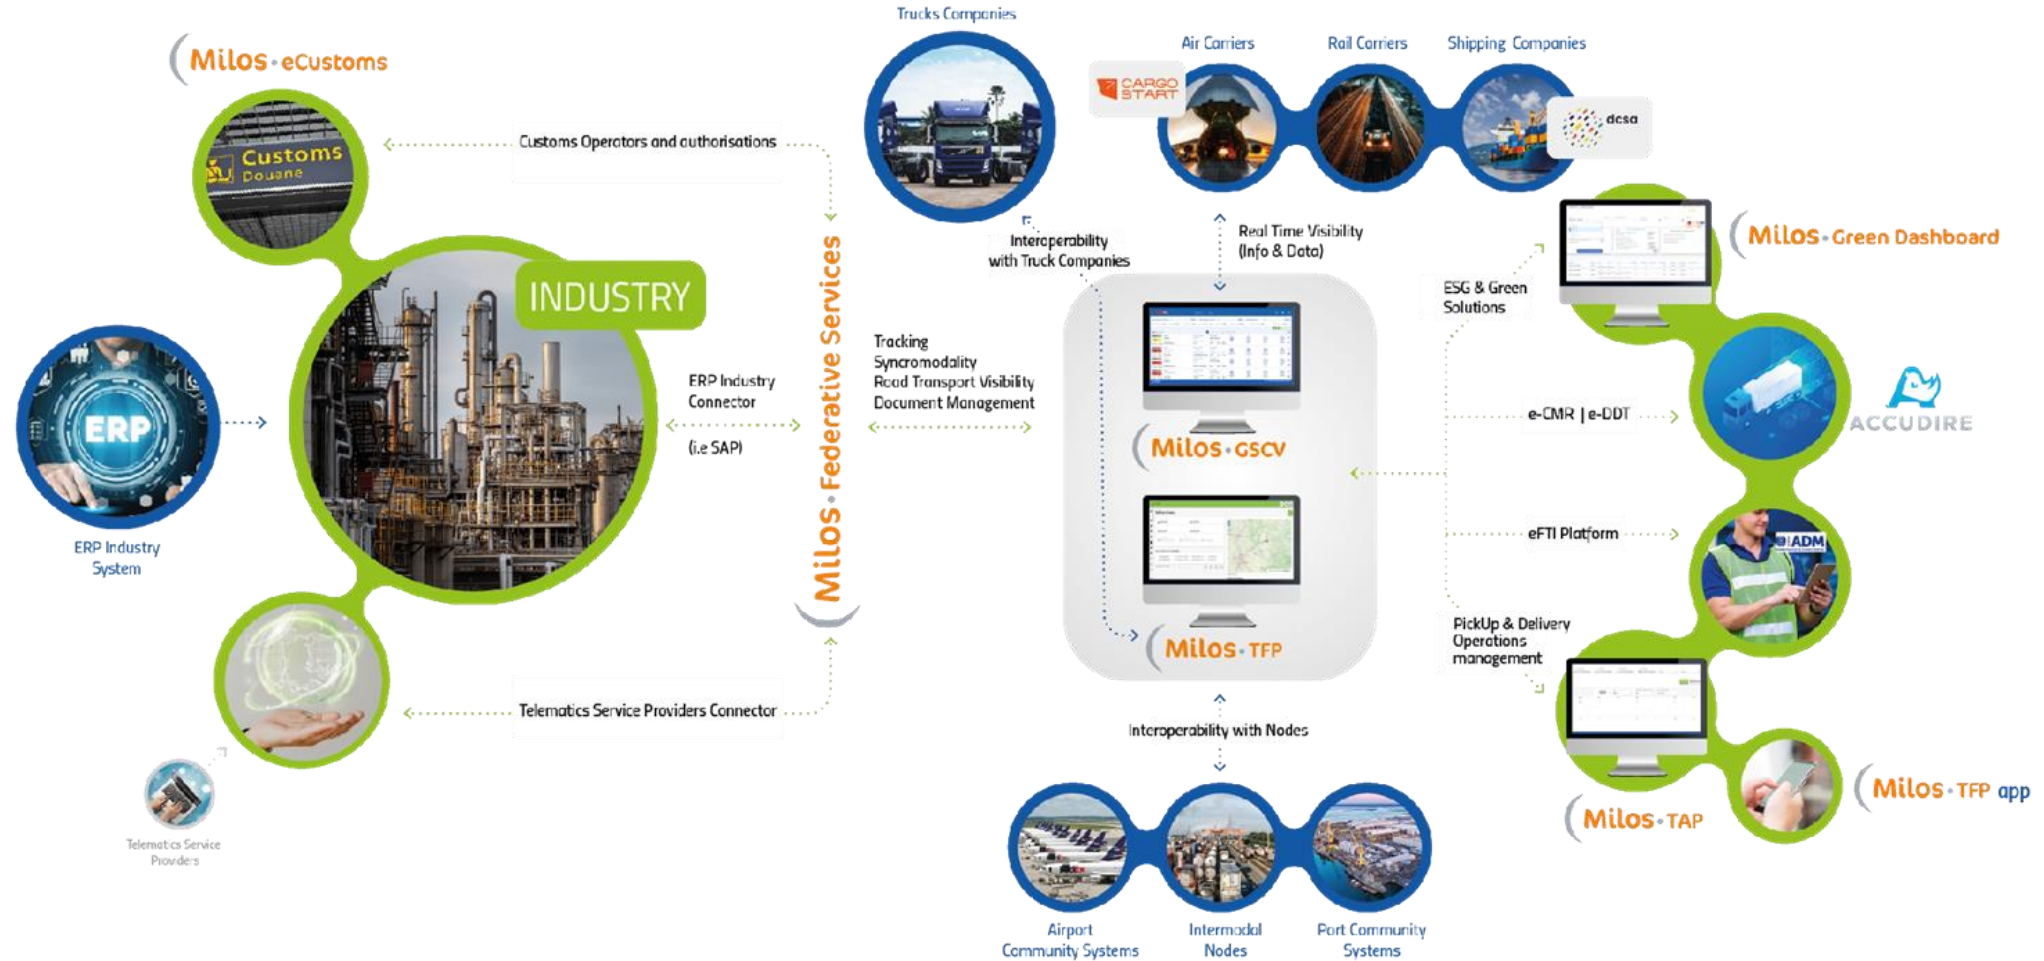 Trucks Companies
Air Carriers
Rail Carriers
Shipping Companies
Milos · eCustoms
CARGO
START
dcsa
Customs
Douane
Customs Operators and authorisations
INDUSTRY
Milos · Federative Services
Interoperability
with Truck Companies
Real Time Visibility
(Info & Data)
Milos · Green Dashboard
ESG & Green
Solutions
Tracking
Syncromodality
Road Transport Visibility
Document Management
ERP Industry
Connector
(i.e SAP)
ERP
ERP Industry
System
Milos · GSCV
e-CMR | e-DDT
ACCUDIRE
eFTI Platform
ADM
Milos · TFP
PickUp & Delivery
Operations
management
Telematics Service Providers Connector
Interoperability with Nodes
Milos · TAP
Milos · TFP app
Telematics Service
Providers
Airport
Community Systems
Intermodal
Nodes
Port Community
Systems